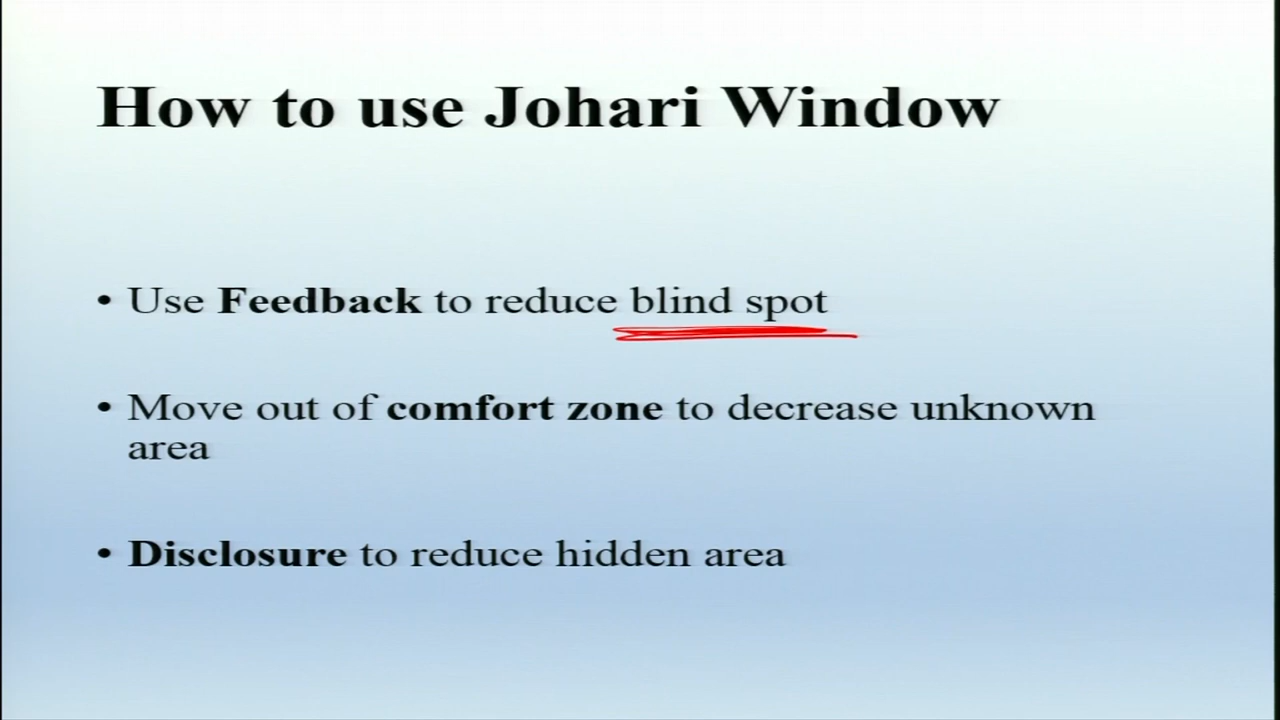 How to use Johari Window
• Use Feedback to reduce blind spot
• Move out of comfort zone to decrease unknown
area
• Disclosure to reduce hidden area